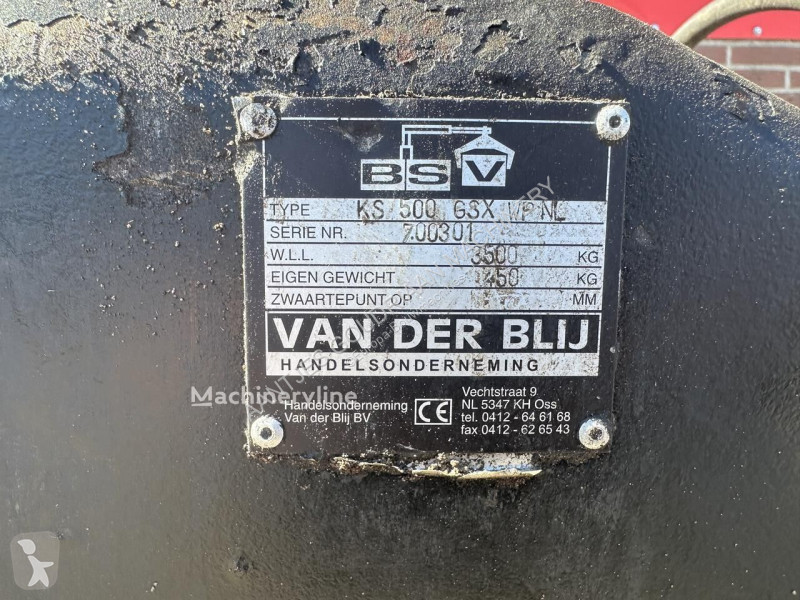 BSV
TYPE KS 500 GSX
SERIE NR. 700301
W.L.L. 3500 KG
EIGEN GEWICHT 1450 KG
ZWAARTEPUNT OP MM
VAN DER BLIJ
HANDELSONDERNEMING
Handelsonderneming
Van der Blij BV
CE
Vechtstraat 9
NL 5347 KH Oss
tel. 0412 - 64 61 68
fax 0412 - 62 65 43
Machineryline